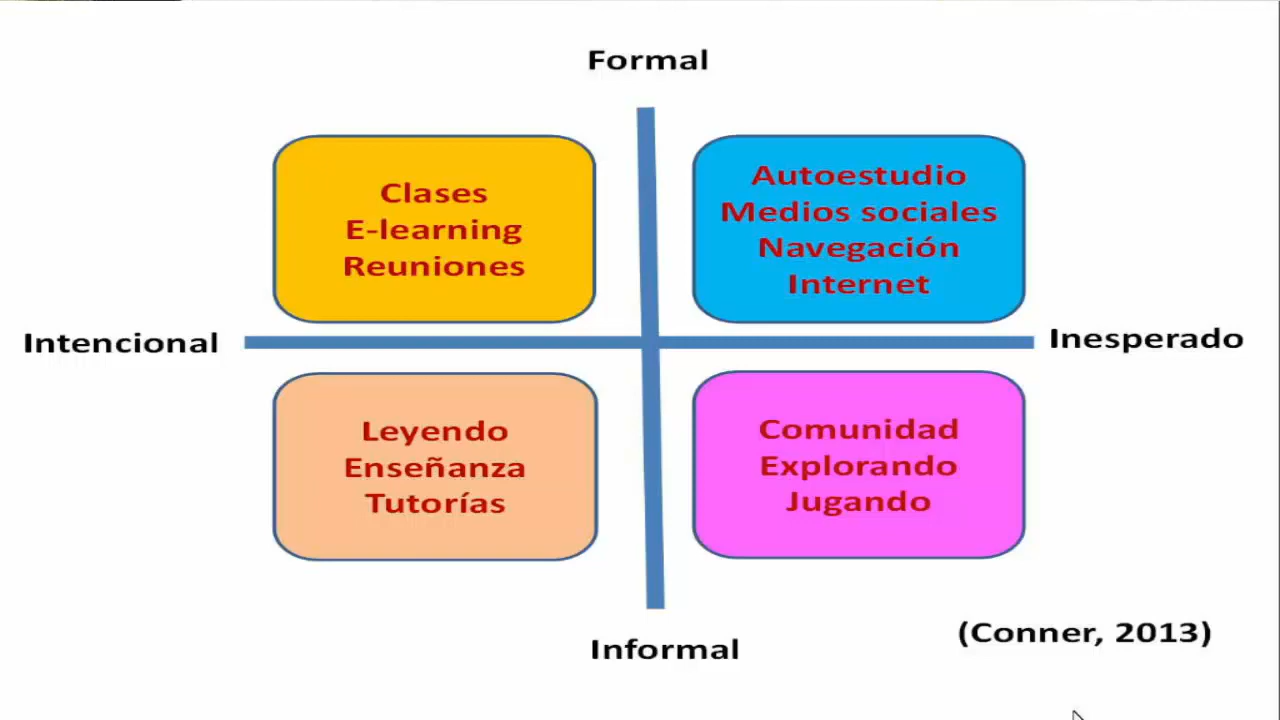 Formal
Clases
E-learning
Reuniones
Autoestudio
Medios sociales
Navegación
Internet
Intencional
Inesperado
Leyendo
Enseñanza
Tutorías
Comunidad
Explorando
Jugando
Informal
(Conner, 2013)